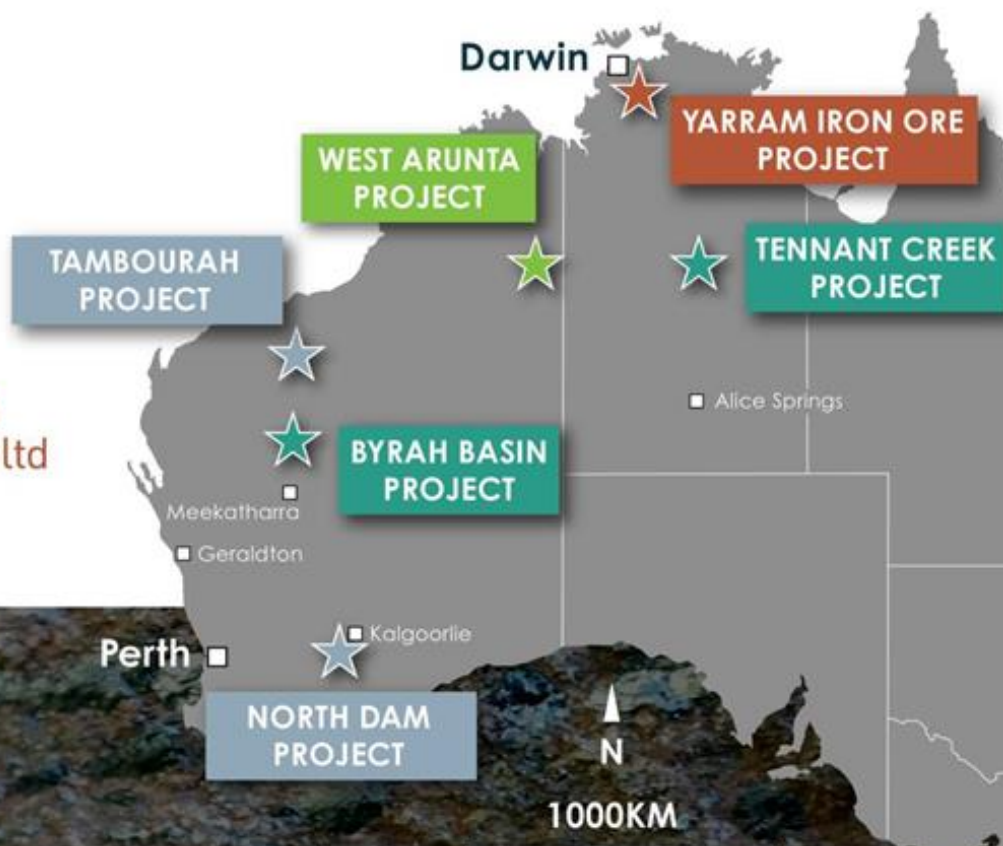 Darwin
YARRAM IRON ORE
PROJECT
WEST ARUNTA
PROJECT
TAMBOURAH
PROJECT
TENNANT CREEK
PROJECT
Alice Springs
ltd
BYRAH BASIN
PROJECT
Meekatharra
Geraldton
Kalgoorlie
Perth
NORTH DAM
PROJECT
N
1000KM